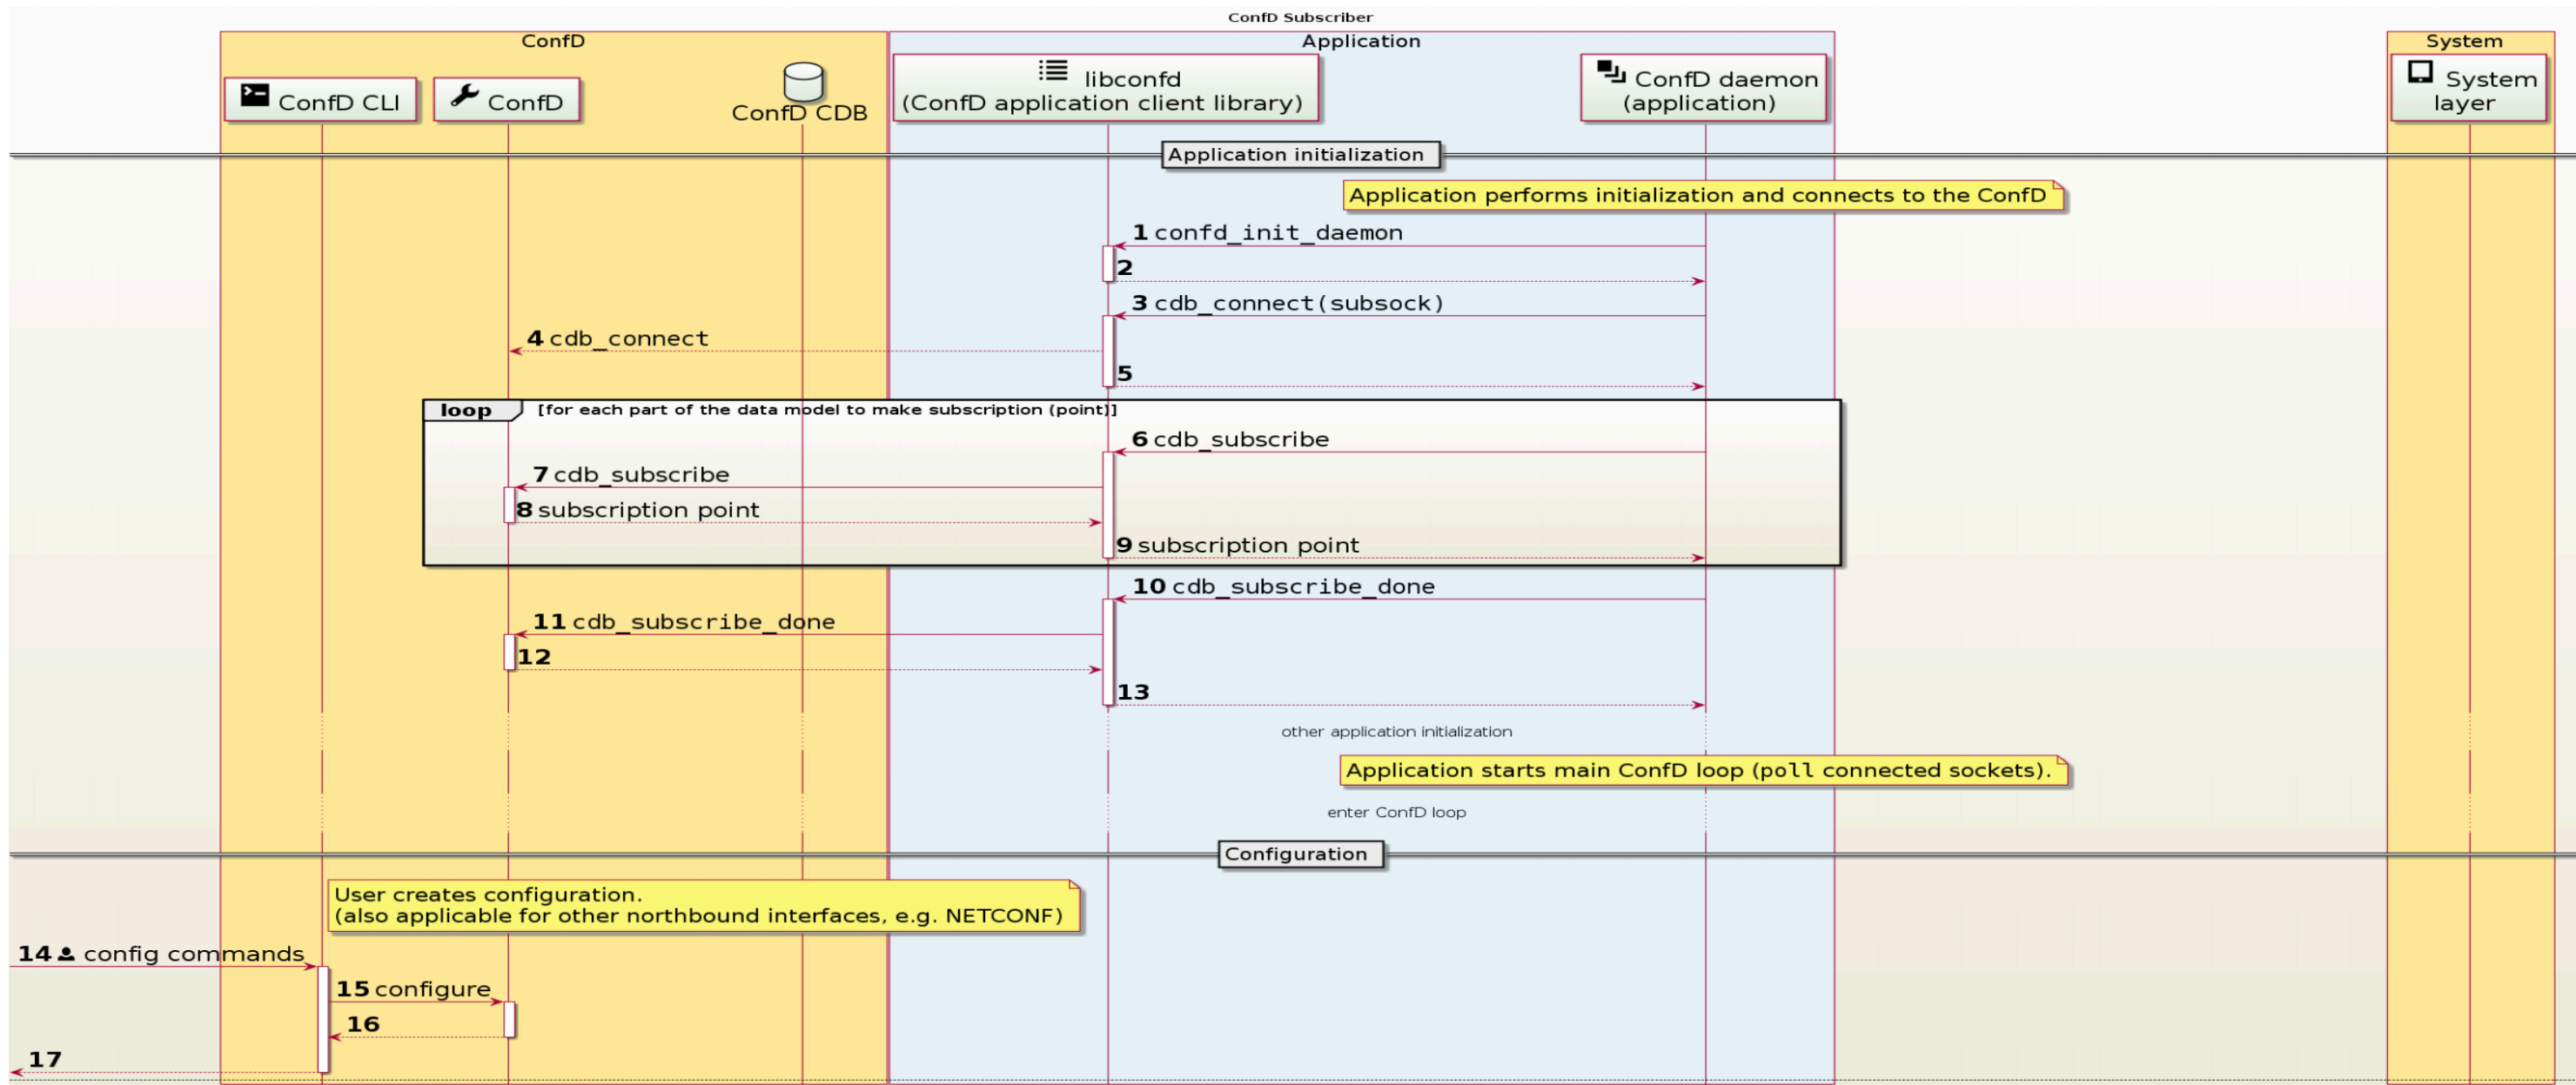 ConfD Subscriber
ConfD
Application
System
ConfD CLI
ConfD
ConfD CDB
libconfd
(ConfD application client library)
ConfD daemon
(application)
System
layer
Application initialization
Application performs initialization and connects to the ConfD
1 confd_init_daemon
2
3 cdb_connect(subsock)
4 cdb_connect
5
loop [for each part of the data model to make subscription (point)]
6 cdb_subscribe
7 cdb_subscribe
8 subscription point
9 subscription point
10 cdb_subscribe_done
11 cdb_subscribe_done
12
13
other application initialization
Application starts main ConfD loop (poll connected sockets).
enter ConfD loop
Configuration
User creates configuration.
(also applicable for other northbound interfaces, e.g. NETCONF)
14 config commands
15 configure
16
17